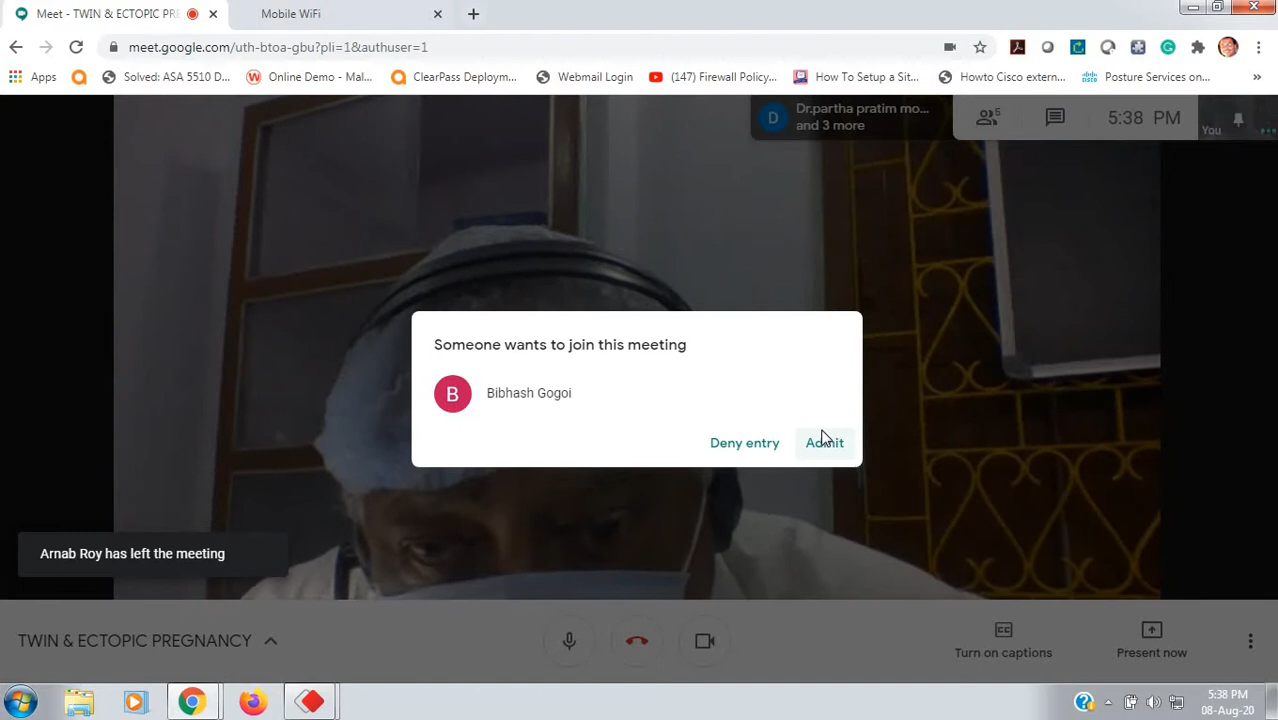 Meet - TWIN & ECTOPIC PRE
Mobile WiFi
meet.google.com/uth-btoa-gbu?pli=1&authuser=1
Apps
Solved: ASA 5510 D...
Online Demo - Mal...
ClearPass Deploym...
Webmail Login
(147) Firewall Policy...
How To Setup a Sit...
Howto Cisco extern...
Posture Services on...
»
D
Dr.partha pratim mo...
and 3 more
5
5:38 PM
You
Someone wants to join this meeting
B
Bibhash Gogoi
Deny entry
Admit
Arnab Roy has left the meeting
TWIN & ECTOPIC PREGNANCY
Turn on captions
Present now
5:38 PM
08-Aug-20